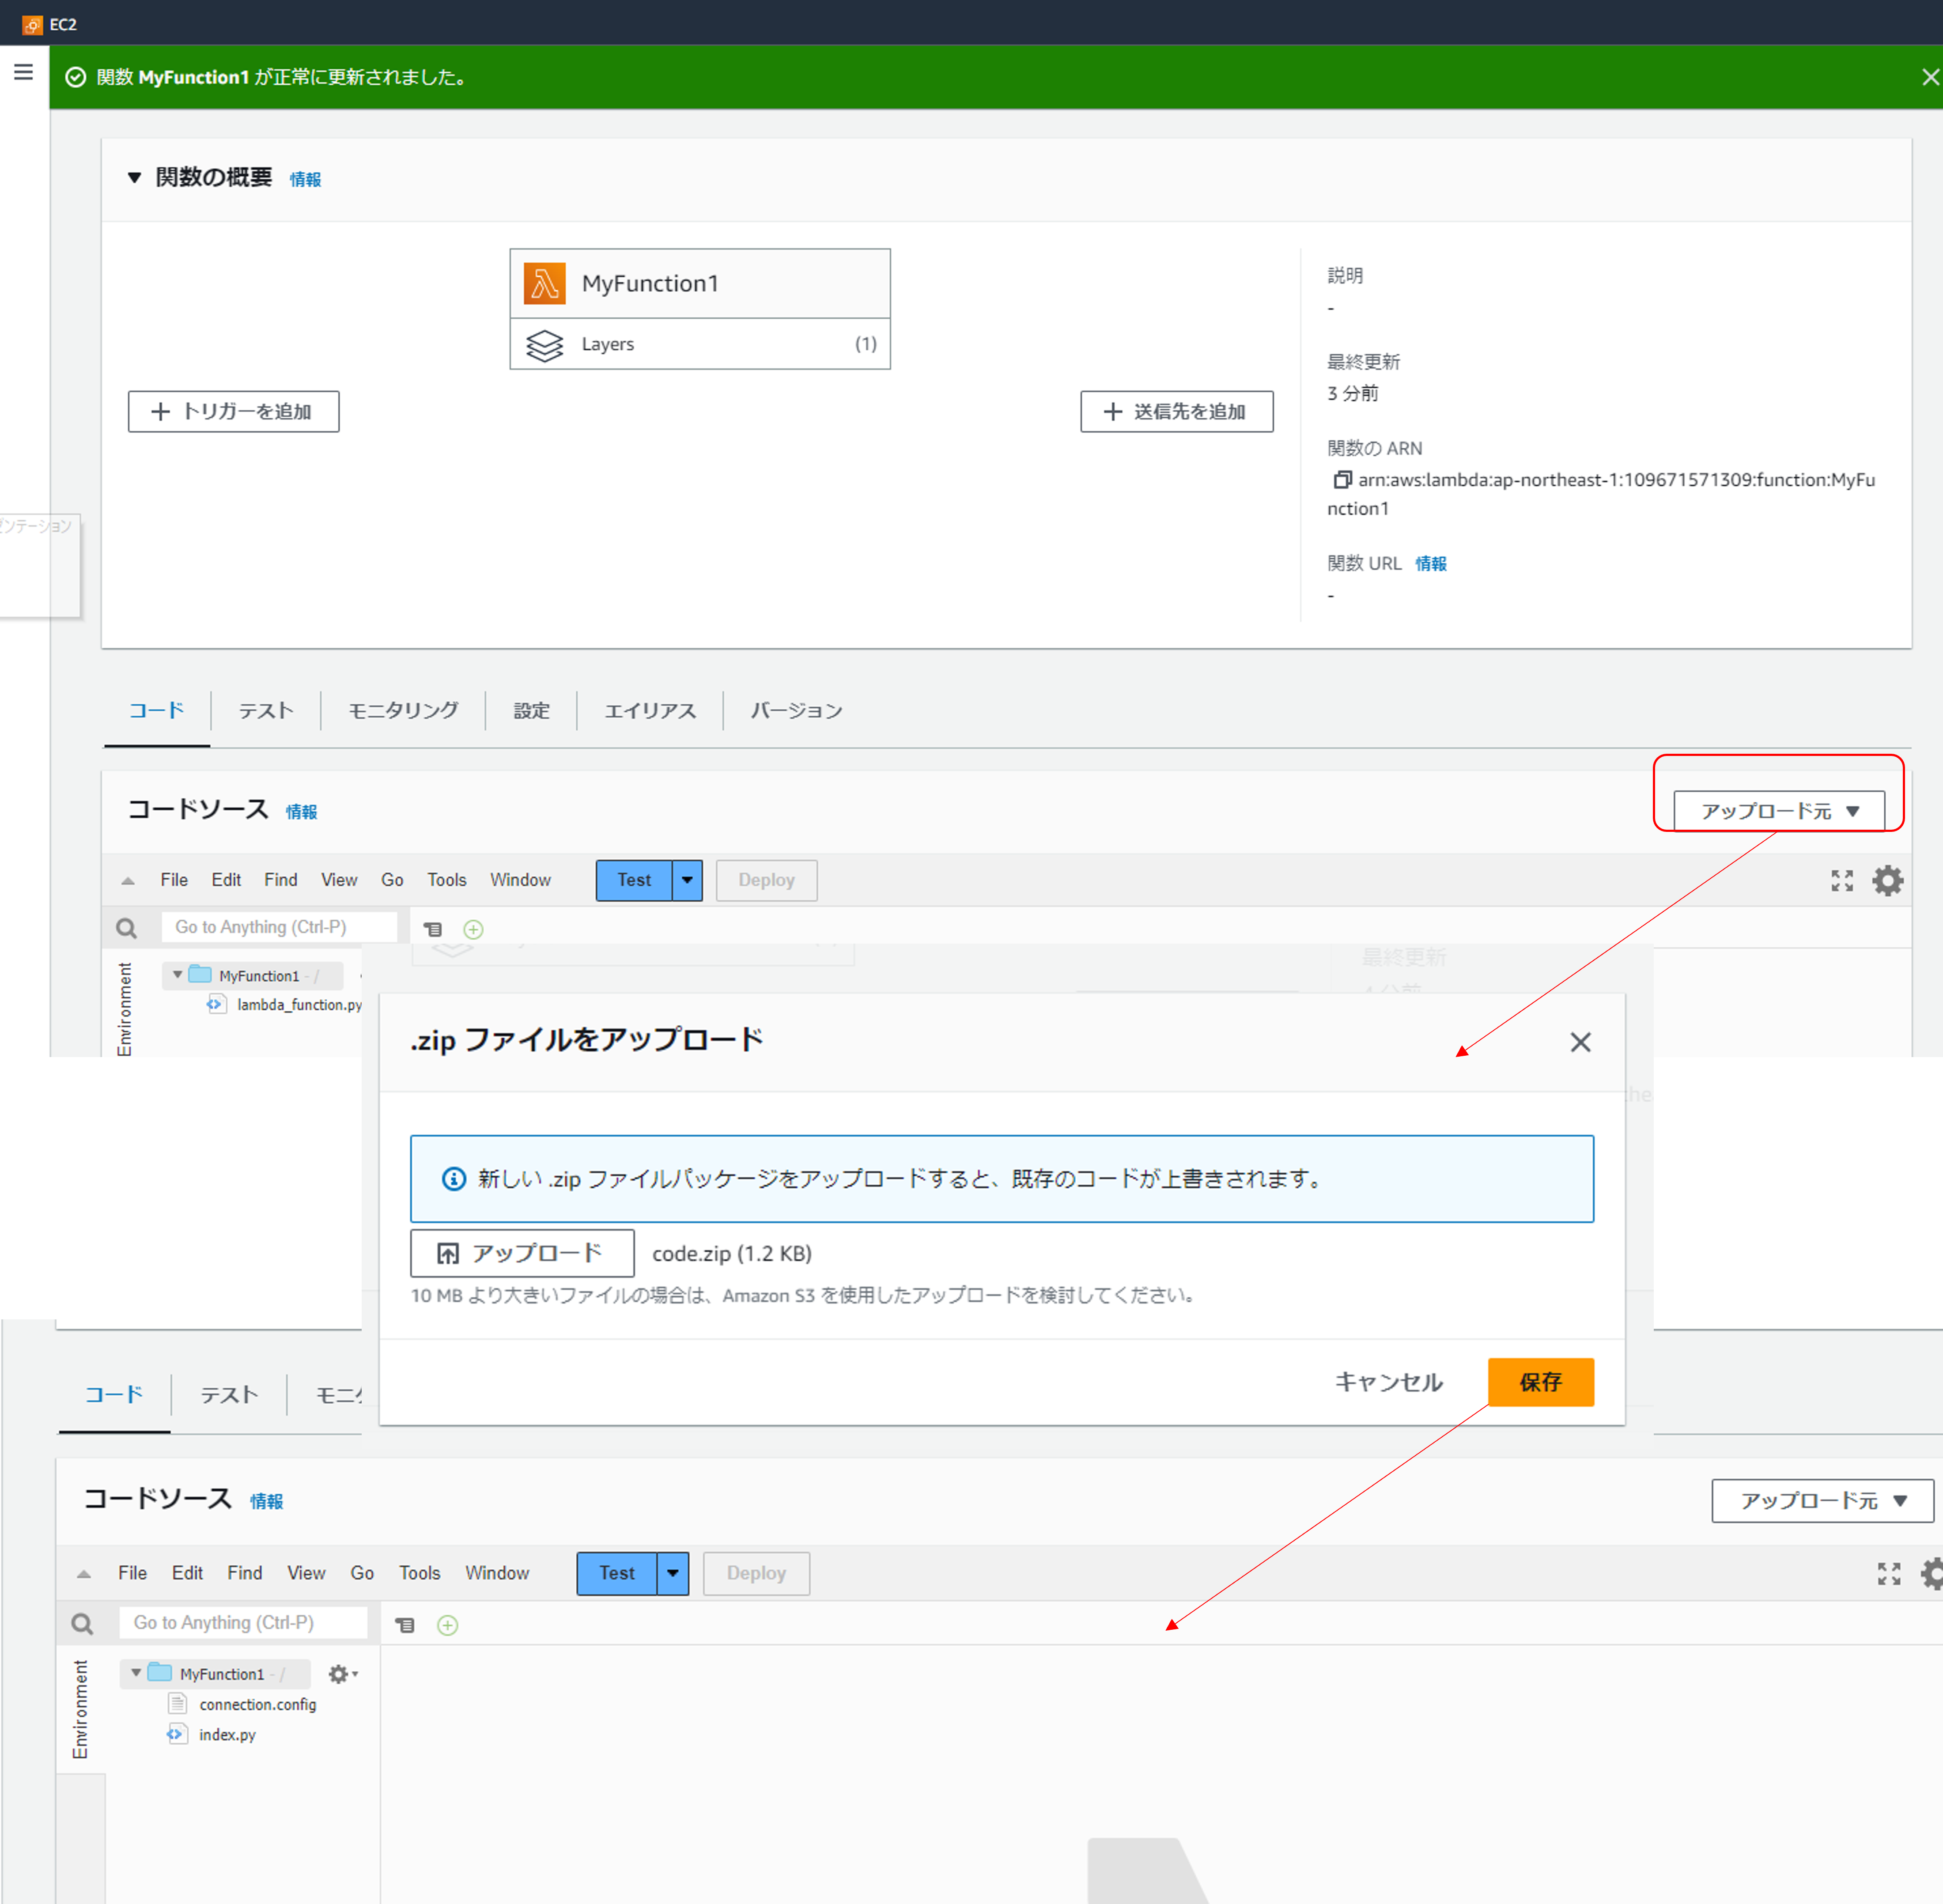 EC2
関数 MyFunction1 が正常に更新されました。
関数の概要 情報
MyFunction1
Layers (1)
トリガーを追加
送信先を追加
説明
-
最終更新
3 分前
関数の ARN
arn:aws:lambda:ap-northeast-1:109671571309:function:MyFu
nction1
関数 URL 情報
-
ゼンテーション
コード テスト モニタリング 設定 エイリアス バージョン
コードソース 情報
アップロード元
File Edit Find View Go Tools Window Test Deploy
Go to Anything (Ctrl-P)
Environment
MyFunction1 - /
lambda_function.py
最終更新
.zip ファイルをアップロード
新しい .zip ファイルパッケージをアップロードすると、既存のコードが上書きされます。
アップロード code.zip (1.2 KB)
10 MB より大きいファイルの場合は、Amazon S3 を使用したアップロードを検討してください。
キャンセル 保存
コード テスト モニ
コードソース 情報
アップロード元
File Edit Find View Go Tools Window Test Deploy
Go to Anything (Ctrl-P)
Environment
MyFunction1 - /
connection.config
index.py